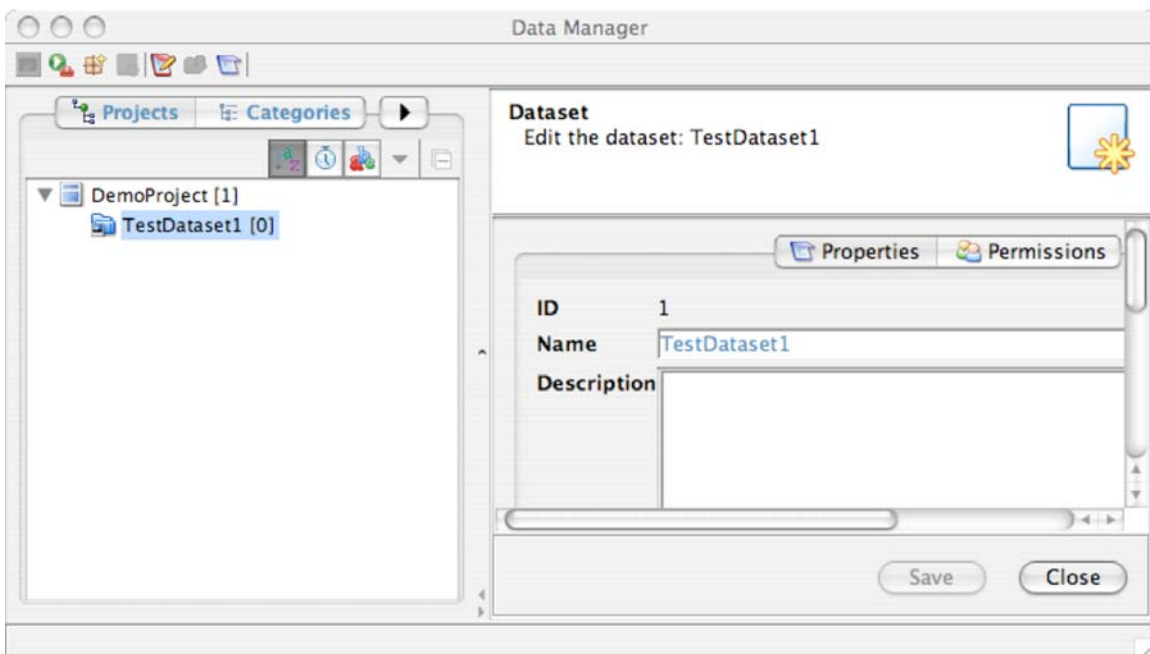 Data Manager
Projects
Categories
DemoProject [1]
TestDataset1 [0]
Dataset
Edit the dataset: TestDataset1
Properties
Permissions
ID 1
Name TestDataset1
Description
Save
Close